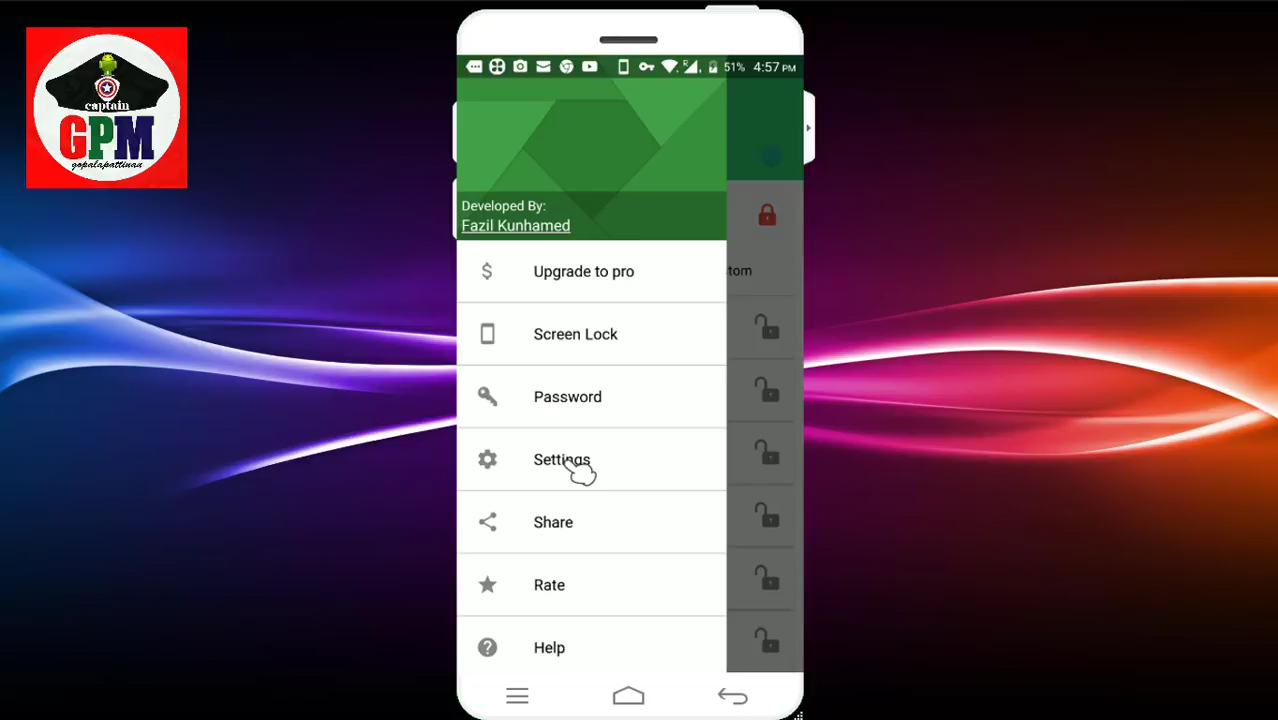 captain
GPM
gopalapattinam
51% 4:57 PM
Developed By:
Fazil Kunhamed
Upgrade to pro
tom
Screen Lock
Password
Settings
Share
Rate
Help